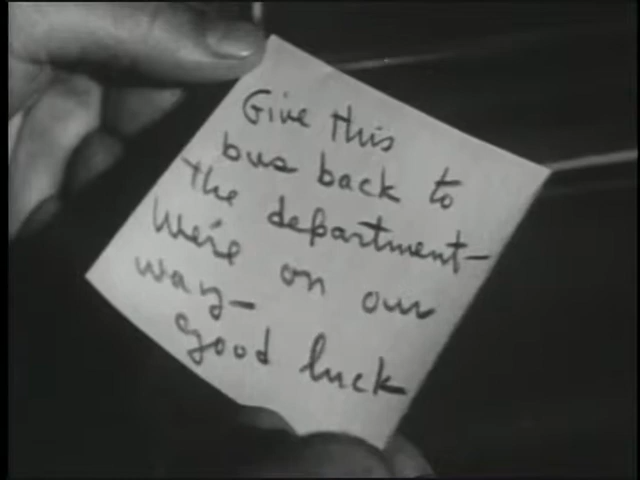 Give this
bus back to
the department-
We're on our
way-
good luck